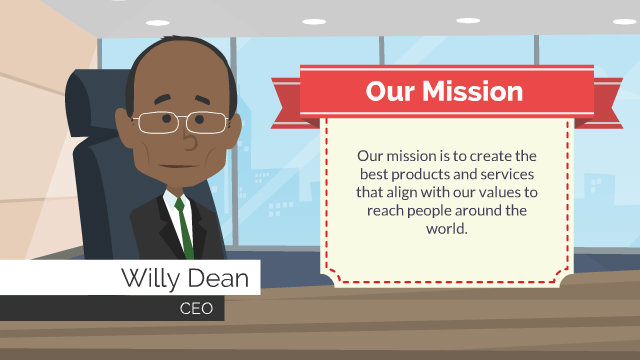 Our Mission
Our mission is to create the
best products and services
that align with our values to
reach people around the
world.
Willy Dean
CEO